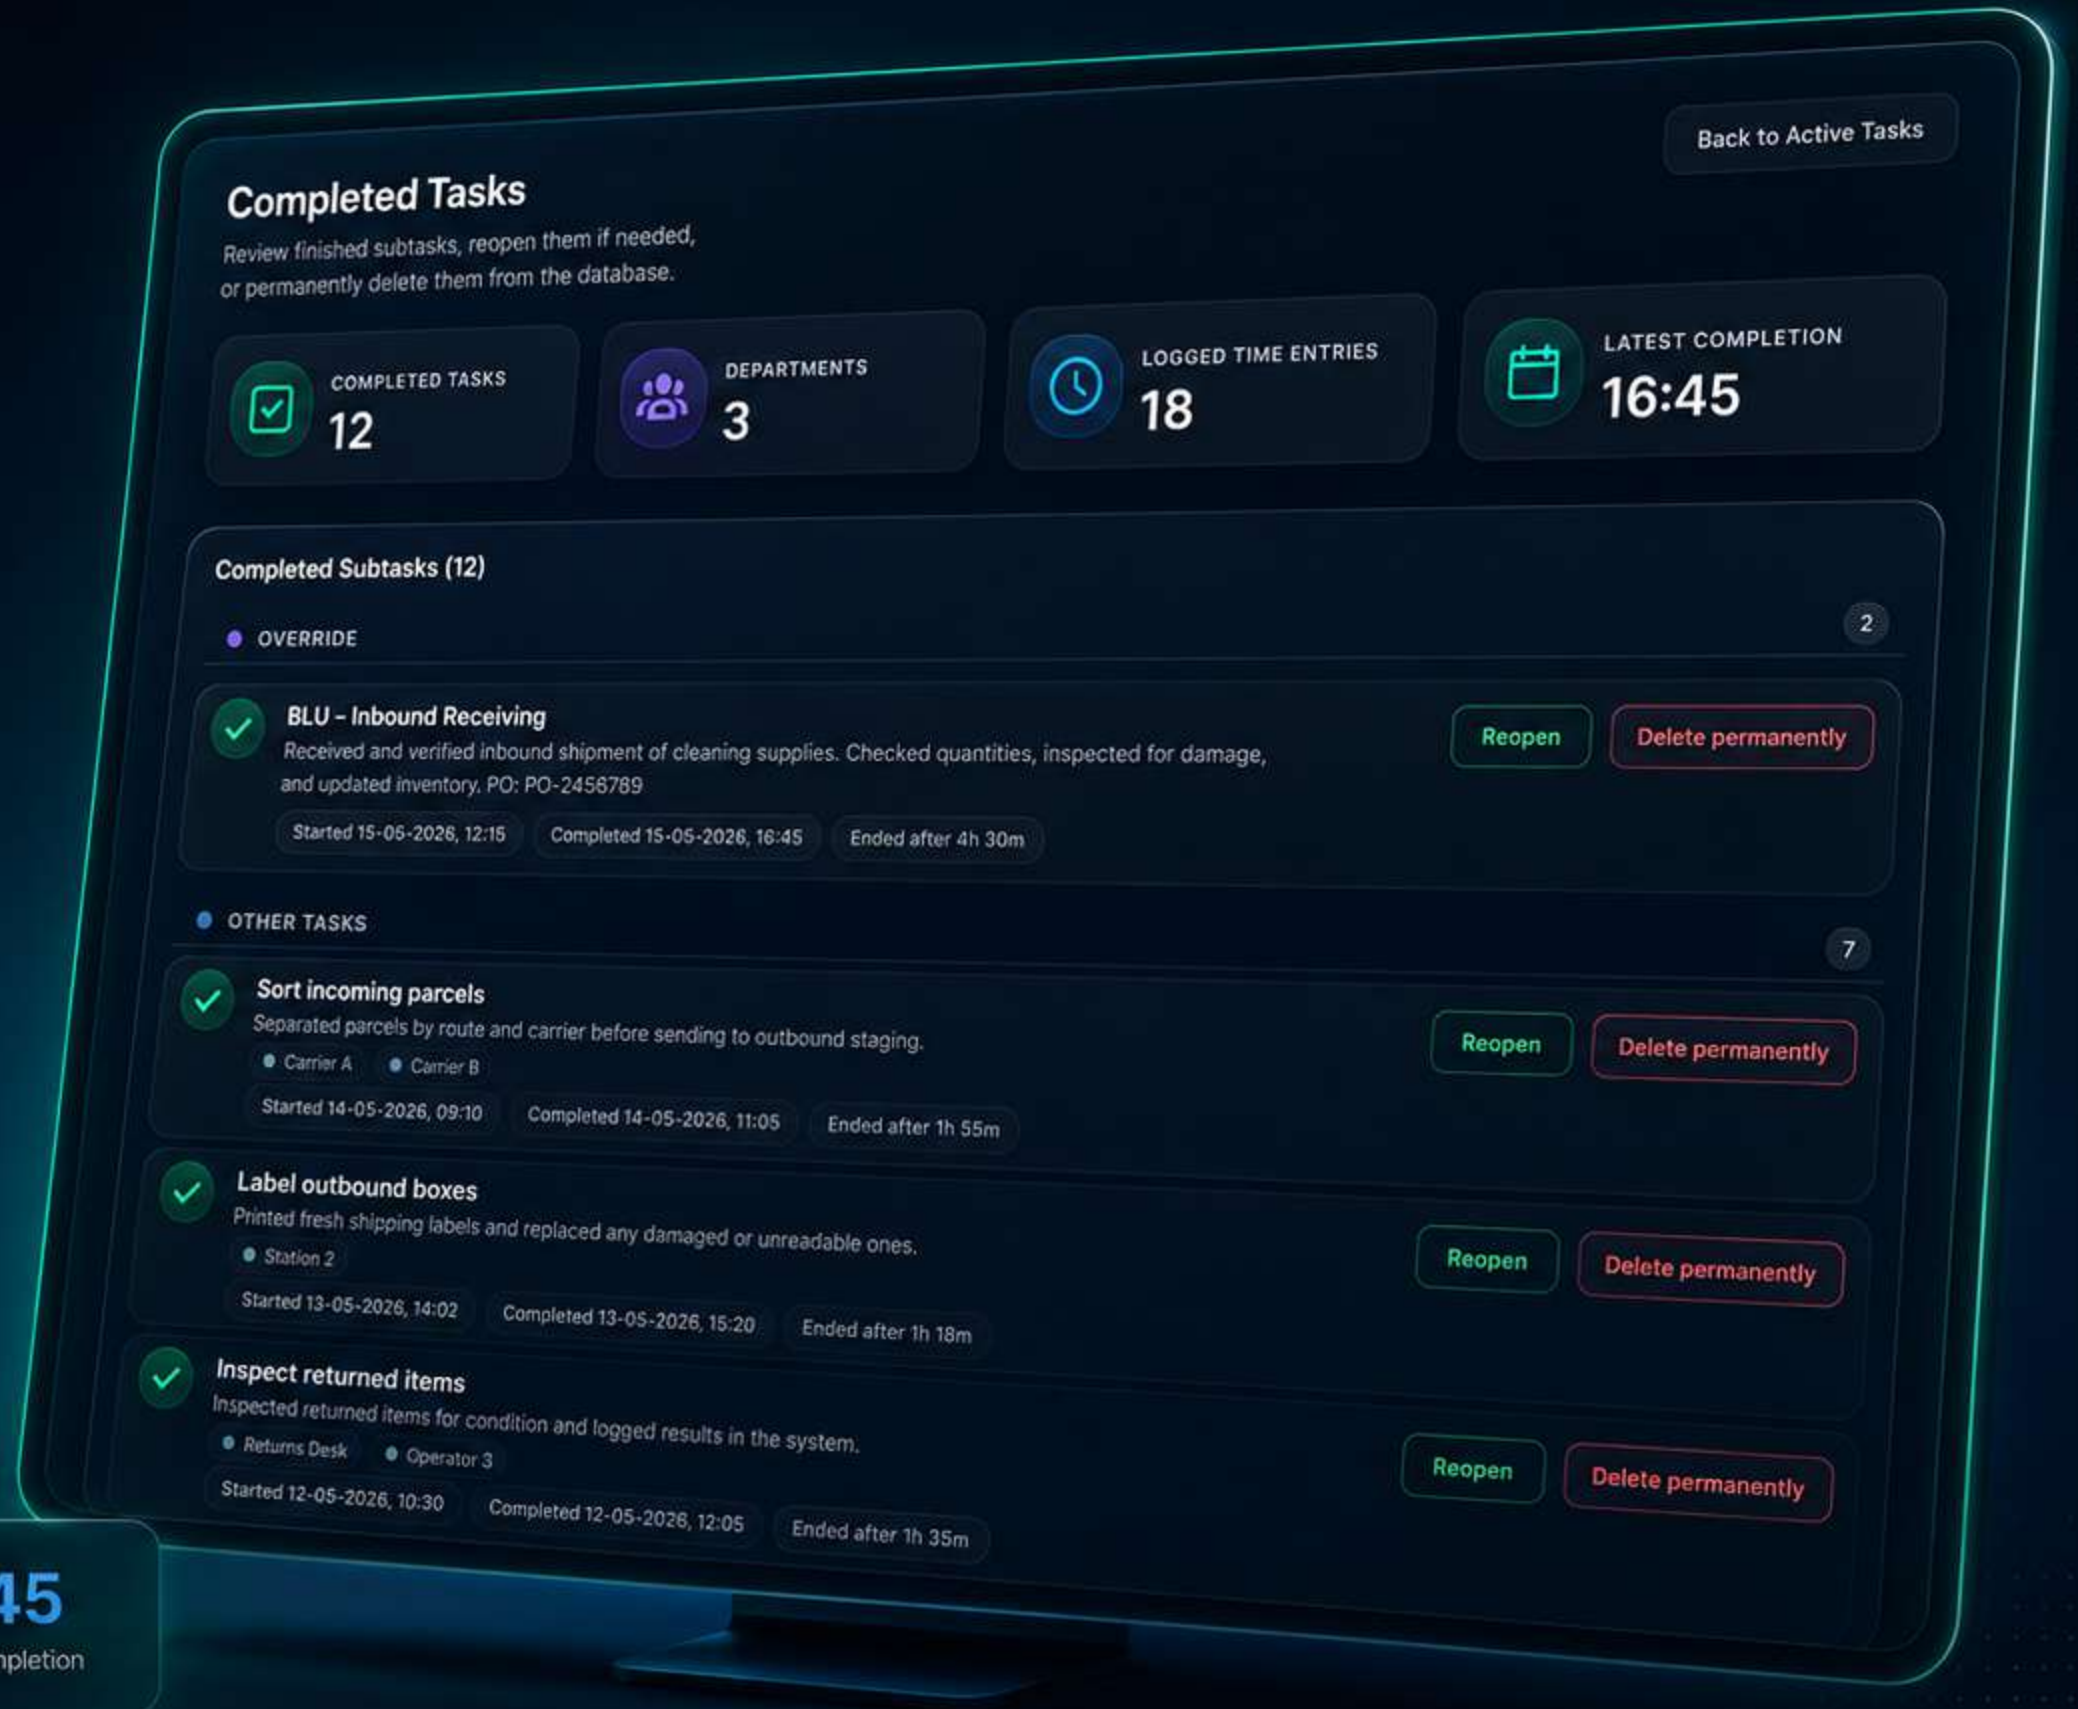 Back to Active Tasks
Completed Tasks
Review finished subtasks, reopen them if needed,
or permanently delete them from the database.
COMPLETED TASKS
12
DEPARTMENTS
3
LOGGED TIME ENTRIES
18
LATEST COMPLETION
16:45
Completed Subtasks (12)
OVERRIDE
2
BLU – Inbound Receiving
Received and verified inbound shipment of cleaning supplies. Checked quantities, inspected for damage,
and updated inventory. PO: PO-2456789
Reopen
Delete permanently
Started 15-05-2026, 12:15
Completed 15-05-2026, 16:45
Ended after 4h 30m
OTHER TASKS
7
Sort incoming parcels
Separated parcels by route and carrier before sending to outbound staging.
Carrier A
Carrier B
Reopen
Delete permanently
Started 14-05-2026, 09:10
Completed 14-05-2026, 11:05
Ended after 1h 55m
Label outbound boxes
Printed fresh shipping labels and replaced any damaged or unreadable ones.
Station 2
Reopen
Delete permanently
Started 13-05-2026, 14:02
Completed 13-05-2026, 15:20
Ended after 1h 18m
Inspect returned items
Inspected returned items for condition and logged results in the system.
Returns Desk
Operator 3
Reopen
Delete permanently
Started 12-05-2026, 10:30
Completed 12-05-2026, 12:05
Ended after 1h 35m
45
mpletion